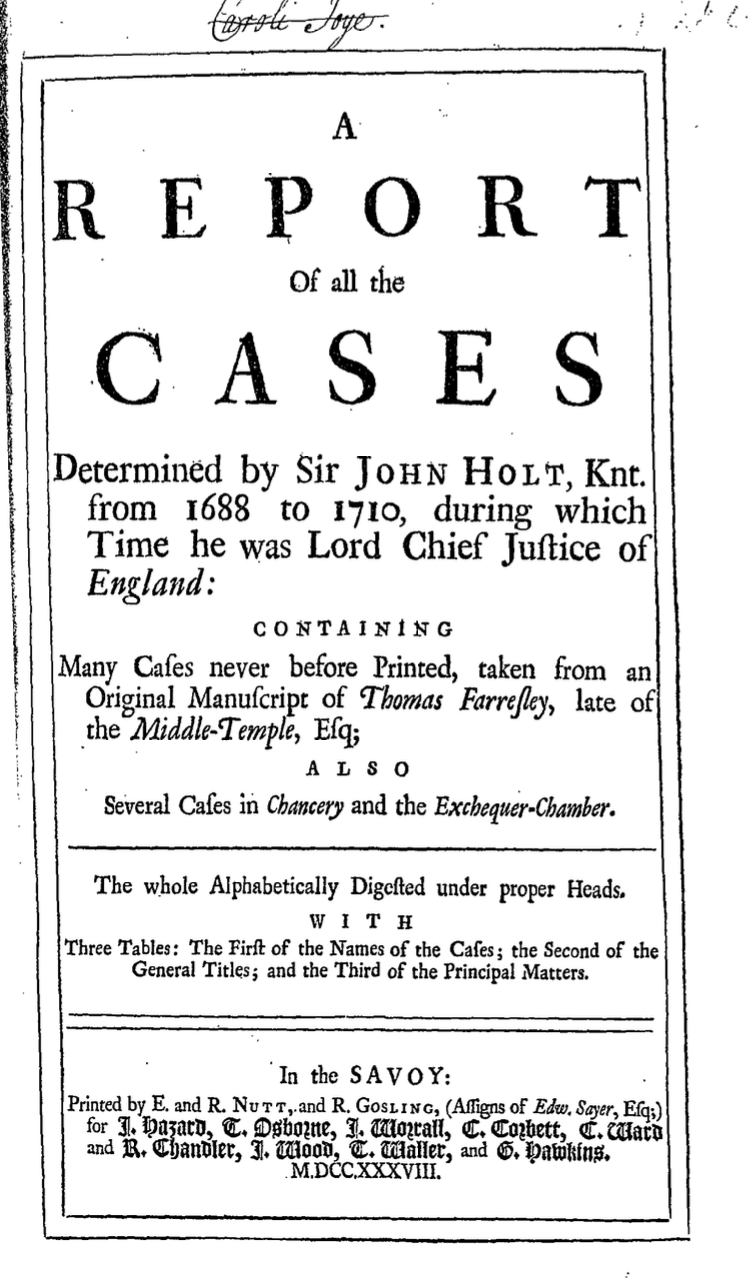 Caroli Joye.
A
REPORT
Of all the
CASES
Determined by Sir JOHN HOLT, Knt.
from 1688 to 1710, during which
Time he was Lord Chief Juſtice of
England:
CONTAINING
Many Caſes never before Printed, taken from an
Original Manuſcript of Thomas Farreſley, late of
the Middle-Temple, Eſq;
ALSO
Several Caſes in Chancery and the Exchequer-Chamber.
The whole Alphabetically Digeſted under proper Heads.
WITH
Three Tables: The Firſt of the Names of the Caſes; the Second of the
General Titles; and the Third of the Principal Matters.
In the SAVOY:
Printed by E. and R. NUTT, and R. GOSLING, (Aſſigns of Edw. Sayer, Eſq;)
for J. Hazard, T. Osborne, J. Worrall, C. Corbett, C. Ward
and R. Chandler, J. Wood, T. Waller, and G. Hawkins.
M.DCC.XXXVIII.